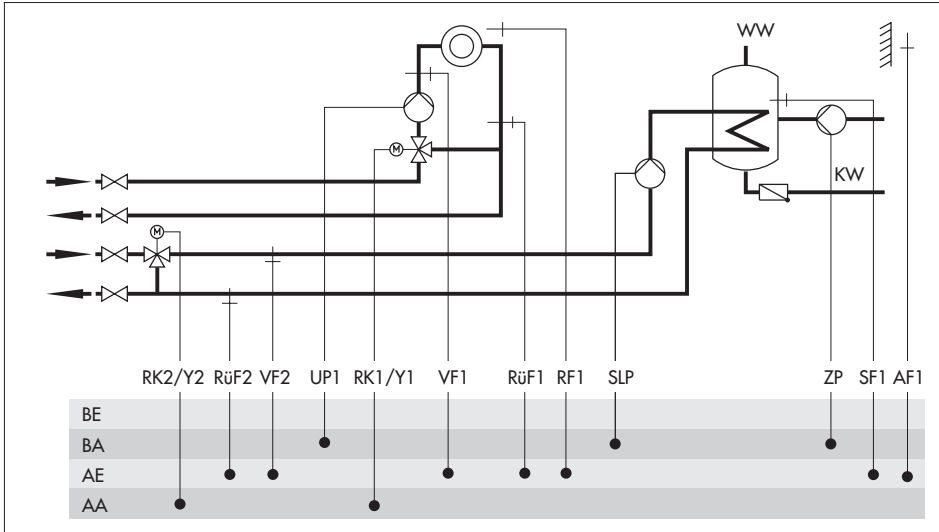 WW
M
KW
M
RK2/Y2 RüF2 VF2 UP1 RK1/Y1 VF1 RüF1 RF1 SLP ZP SF1 AF1
BE
BA
AE
AA